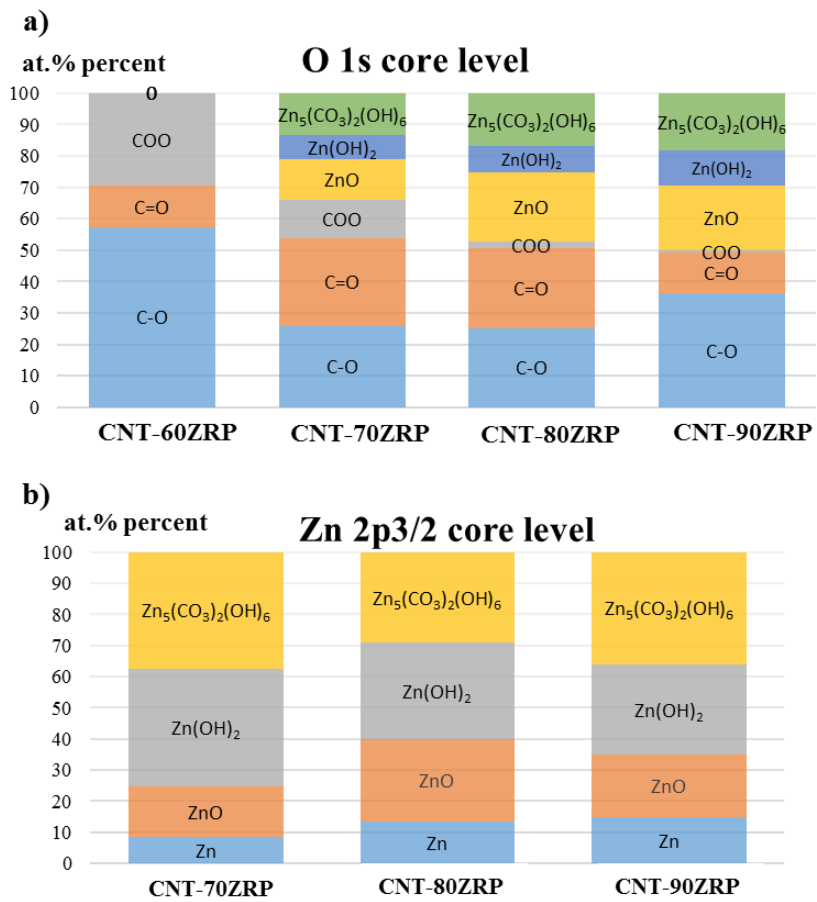 a)
O 1s core level
at.% percent
100
90
80
70
60
50
40
30
20
10
0
0
COO
C=O
C-O
Zn₅(CO₃)₂(OH)₆
Zn(OH)₂
ZnO
COO
C=O
C-O
Zn₅(CO₃)₂(OH)₆
Zn(OH)₂
ZnO
COO
C=O
C-O
Zn₅(CO₃)₂(OH)₆
Zn(OH)₂
ZnO
COO
C=O
C-O
CNT-60ZRP CNT-70ZRP CNT-80ZRP CNT-90ZRP
b)
at.% percent
Zn 2p3/2 core level
100
90
80
70
60
50
40
30
20
10
0
Zn₅(CO₃)₂(OH)₆
Zn(OH)₂
ZnO
Zn
Zn₅(CO₃)₂(OH)₆
Zn(OH)₂
ZnO
Zn
Zn₅(CO₃)₂(OH)₆
Zn(OH)₂
ZnO
Zn
CNT-70ZRP CNT-80ZRP CNT-90ZRP